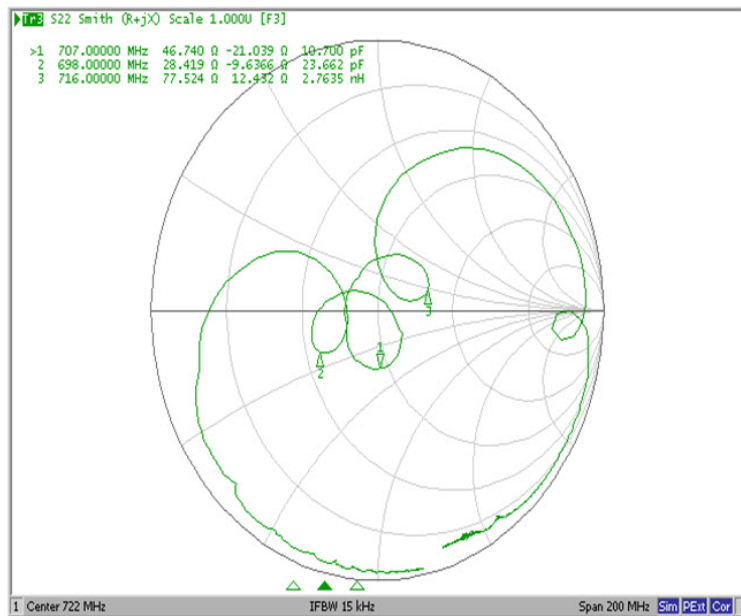 Tr3 S22 Smith (R+jX) Scale 1.000U [F3]
>1 707.00000 MHz 46.740 Ω -21.039 Ω 10.700 pF
2 698.00000 MHz 28.419 Ω -9.6366 Ω 23.662 pF
3 716.00000 MHz 77.524 Ω 12.432 Ω 2.7635 nH
3
1
2
1 Center 722 MHz IFBW 15 kHz Span 200 MHz Sim PExt Cor